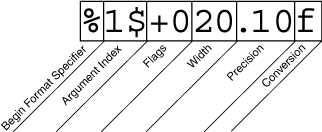 %1$+020.10f
Begin Format Specifier
Argument Index
Flags
Width
Precision
Conversion